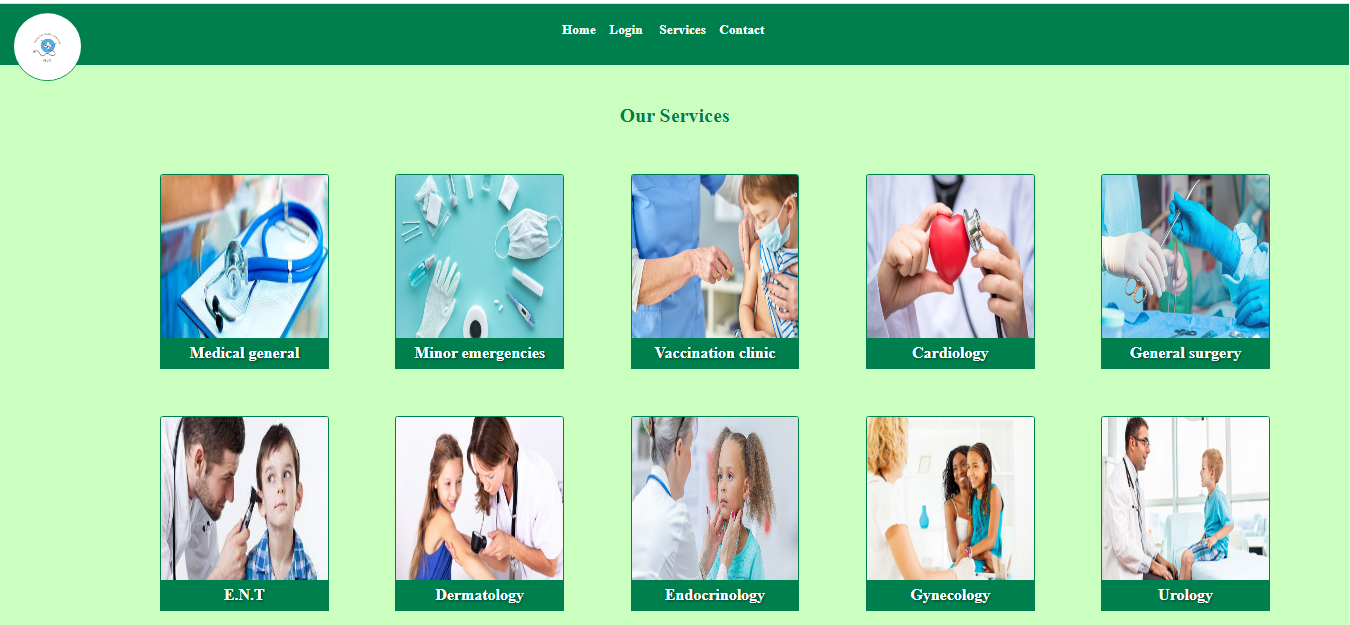 Home Login Services Contact
Our Services
Medical general
Minor emergencies
Vaccination clinic
Cardiology
General surgery
E.N.T
Dermatology
Endocrinology
Gynecology
Urology